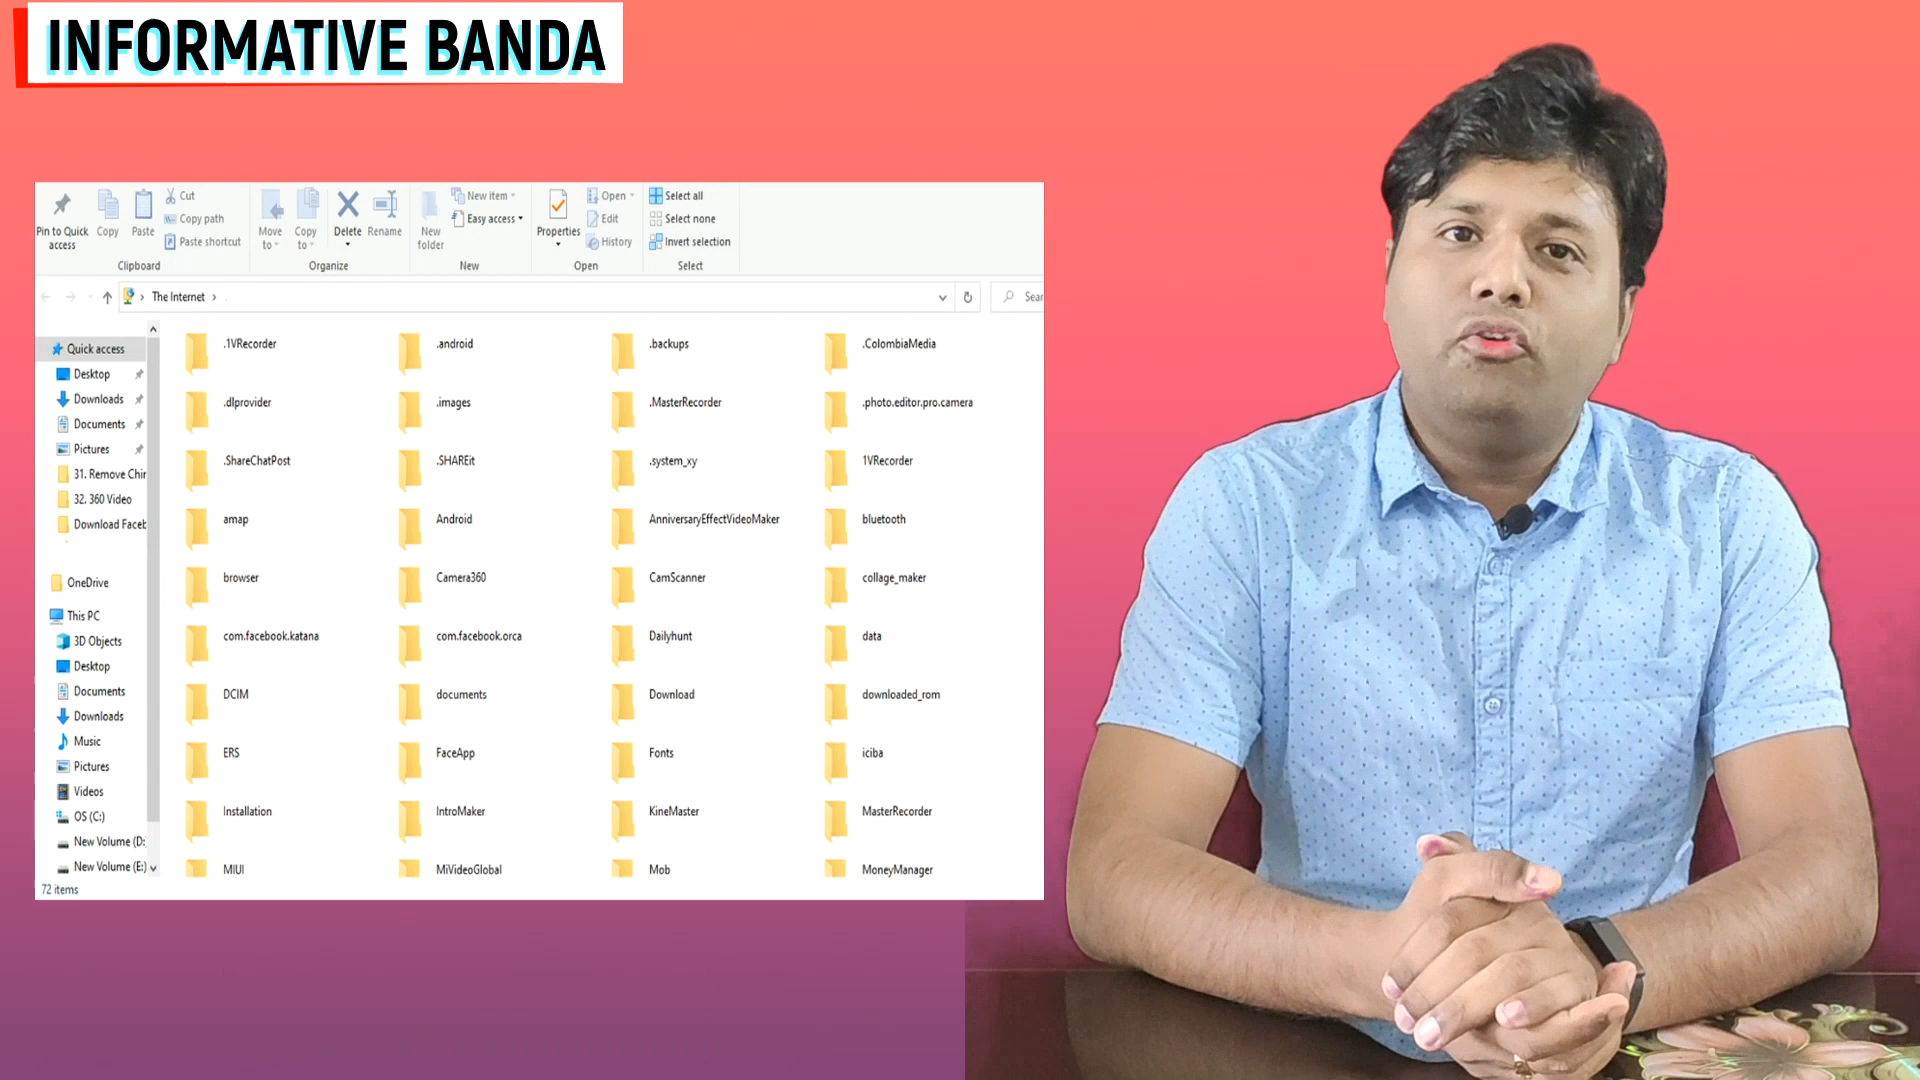 INFORMATIVE BANDA
Pin to Quick access
Copy
Paste
Cut
Copy path
Paste shortcut
Clipboard
Move to
Copy to
Delete
Rename
Organize
New folder
New item
Easy access
New
Properties
Open
Edit
History
Open
Select all
Select none
Invert selection
Select
The Internet
Sear
Quick access
Desktop
Downloads
Documents
Pictures
31. Remove Chir
32. 360 Video
Download Faceb
OneDrive
This PC
3D Objects
Desktop
Documents
Downloads
Music
Pictures
Videos
OS (C:)
New Volume (D:
New Volume (E:)
72 items
.1VRecorder
.android
.backups
.ColombiaMedia
.dlprovider
.images
.MasterRecorder
.photo.editor.pro.camera
.ShareChatPost
.SHAREit
.system_xy
1VRecorder
amap
Android
AnniversaryEffectVideoMaker
bluetooth
browser
Camera360
CamScanner
collage_maker
com.facebook.katana
com.facebook.orca
Dailyhunt
data
DCIM
documents
Download
downloaded_rom
ERS
FaceApp
Fonts
iciba
Installation
IntroMaker
KineMaster
MasterRecorder
MIUI
MiVideoGlobal
Mob
MoneyManager